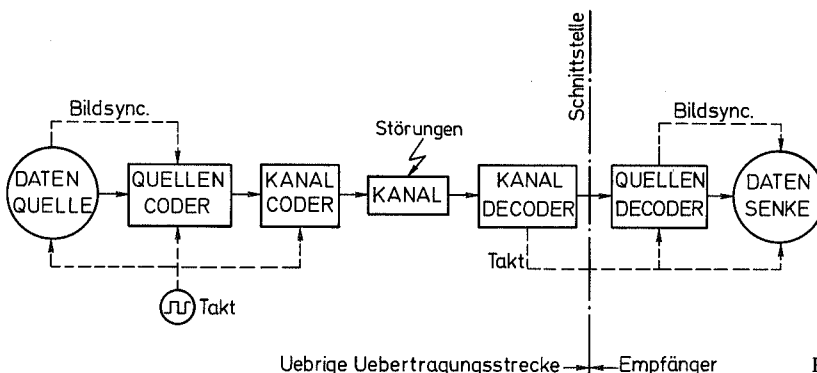 Bildsync.
Störungen
Schnittstelle
Bildsync.
DATEN
QUELLE
QUELLEN
CODER
KANAL
CODER
KANAL
KANAL
DECODER
QUELLEN
DECODER
DATEN
SENKE
Takt
Takt
Uebrige Uebertragungsstrecke
Empfänger